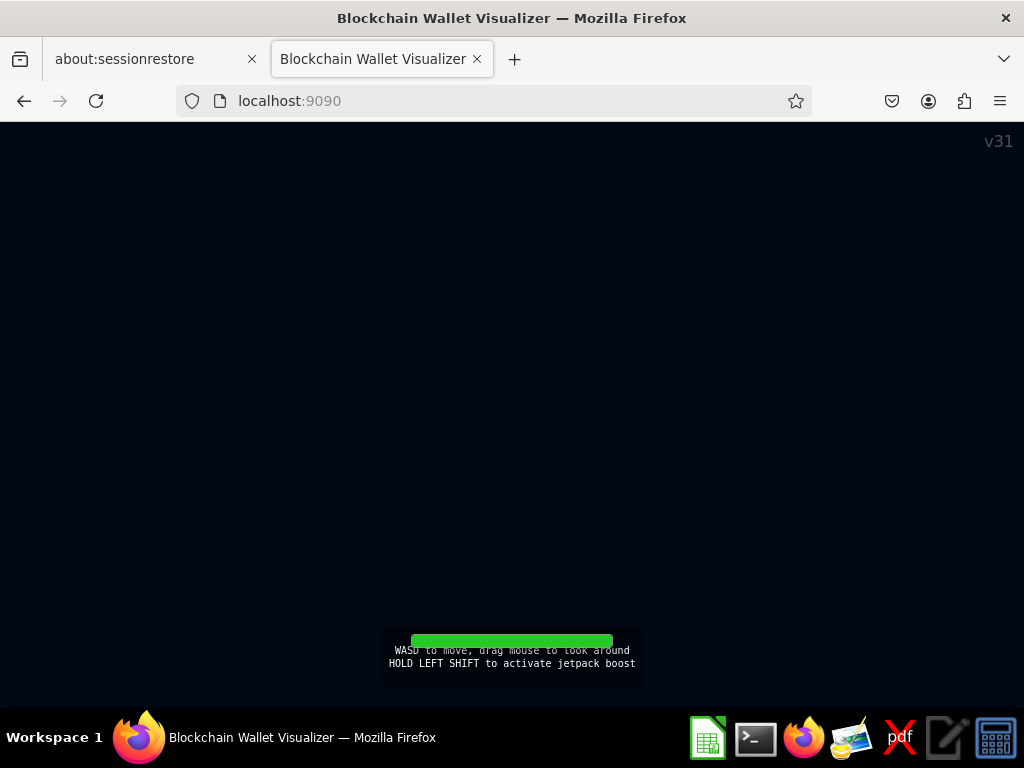 Blockchain Wallet Visualizer — Mozilla Firefox
about:sessionrestore
Blockchain Wallet Visualizer
localhost:9090
v31
WASD to move, drag mouse to look around
HOLD LEFT SHIFT to activate jetpack boost
Workspace 1
Blockchain Wallet Visualizer — Mozilla Firefox
pdf